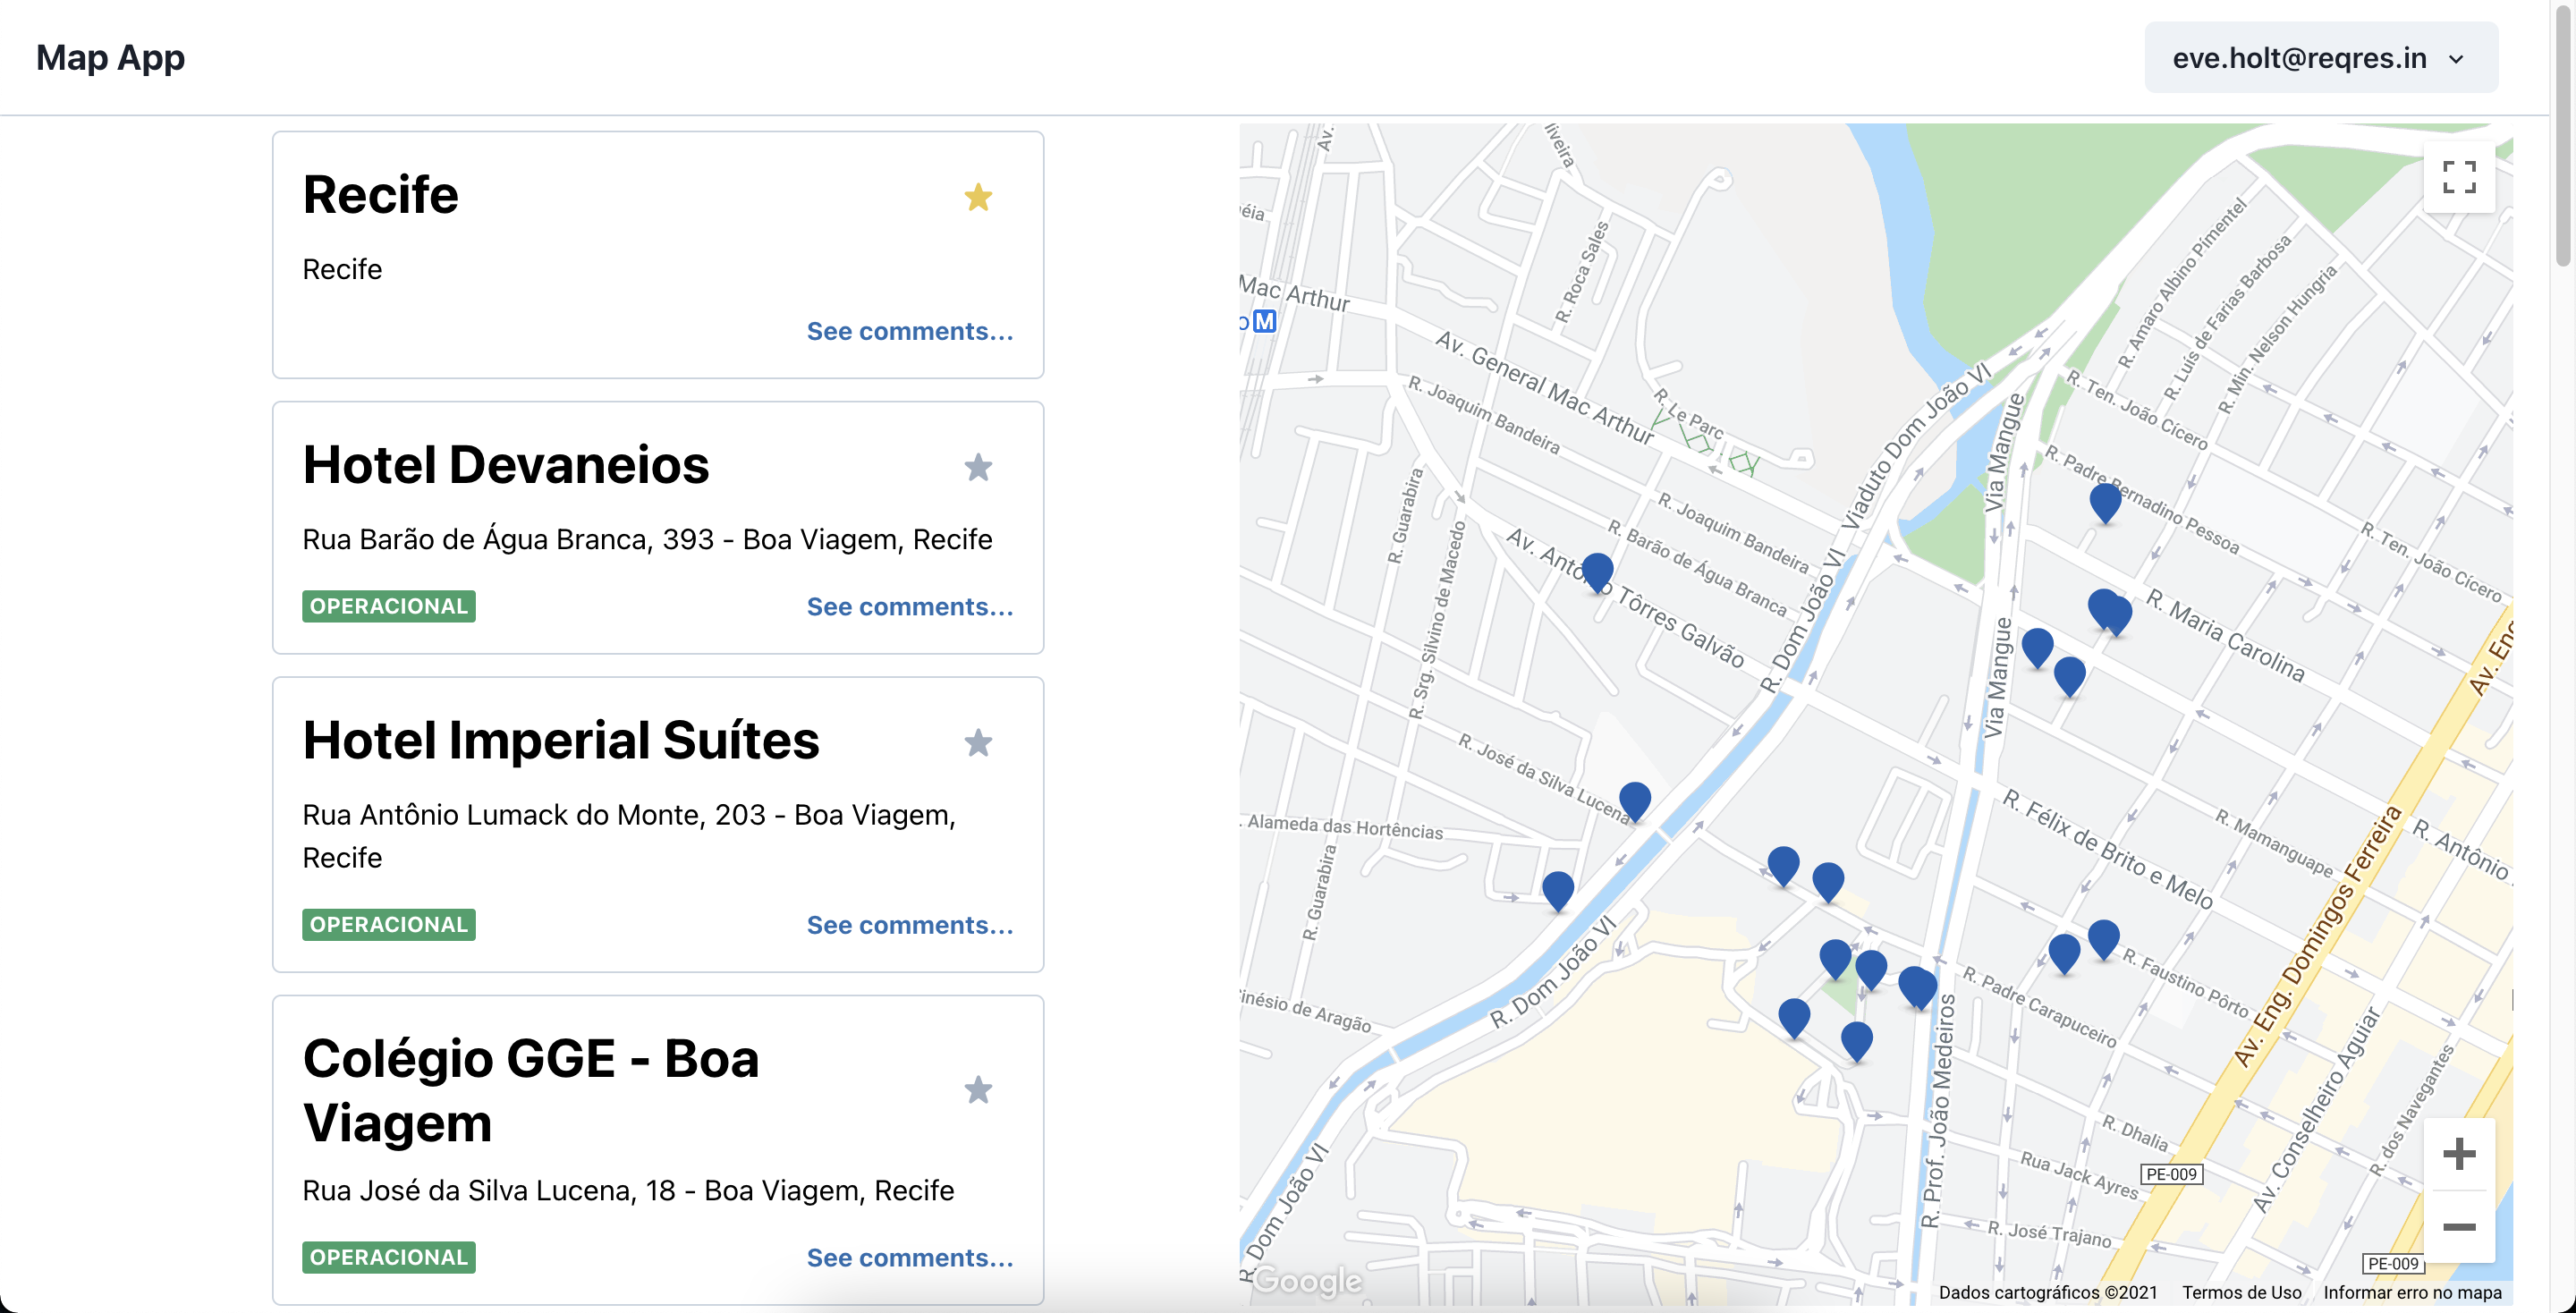 Map App
eve.holt@reqres.in
Recife
Recife
See comments...
Hotel Devaneios
Rua Barão de Água Branca, 393 - Boa Viagem, Recife
OPERACIONAL
See comments...
Hotel Imperial Suítes
Rua Antônio Lumack do Monte, 203 - Boa Viagem,
Recife
OPERACIONAL
See comments...
Colégio GGE - Boa
Viagem
Rua José da Silva Lucena, 18 - Boa Viagem, Recife
OPERACIONAL
See comments...
Av.
iveira
éia
R. Roca Sales
Mac Arthur
o M
Av. General Mac Arthur
R. Joaquim Bandeira
R. Le Parc
Viaduto Dom João VI
R. Amaro Albino Pimentel
R. Luís de Farias Barbosa
R. Min. Nelson Hungria
R. Ten. João Cícero
Via Mangue
R. Padre Bernadino Pessoa
R. Ten. João Cícero
R. Guarabira
R. Srg. Silvino de Macedo
R. Joaquim Bandeira
R. Barão de Água Branca
Av. Antônio Tôrres Galvão
R. Dom João VI
R. Maria Carolina
Av. Eng
Via Mangue
R. José da Silva Lucena
Alameda das Hortências
R. Guarabira
R. Félix de Brito e Melo
R. Mamanguape
R. Antônio
Av. Eng. Domingos Ferreira
R. Dom João VI
inésio de Aragão
R. Faustino Pôrto
R. Padre Carapuceiro
R. Prof. João Medeiros
Av. Conselheiro Aguiar
R. dos Navegantes
R. Dhalia
Rua Jack Ayres
PE-009
R. José Trajano
R. Dom João VI
PE-009
Google
Dados cartográficos ©2021
Termos de Uso
Informar erro no mapa